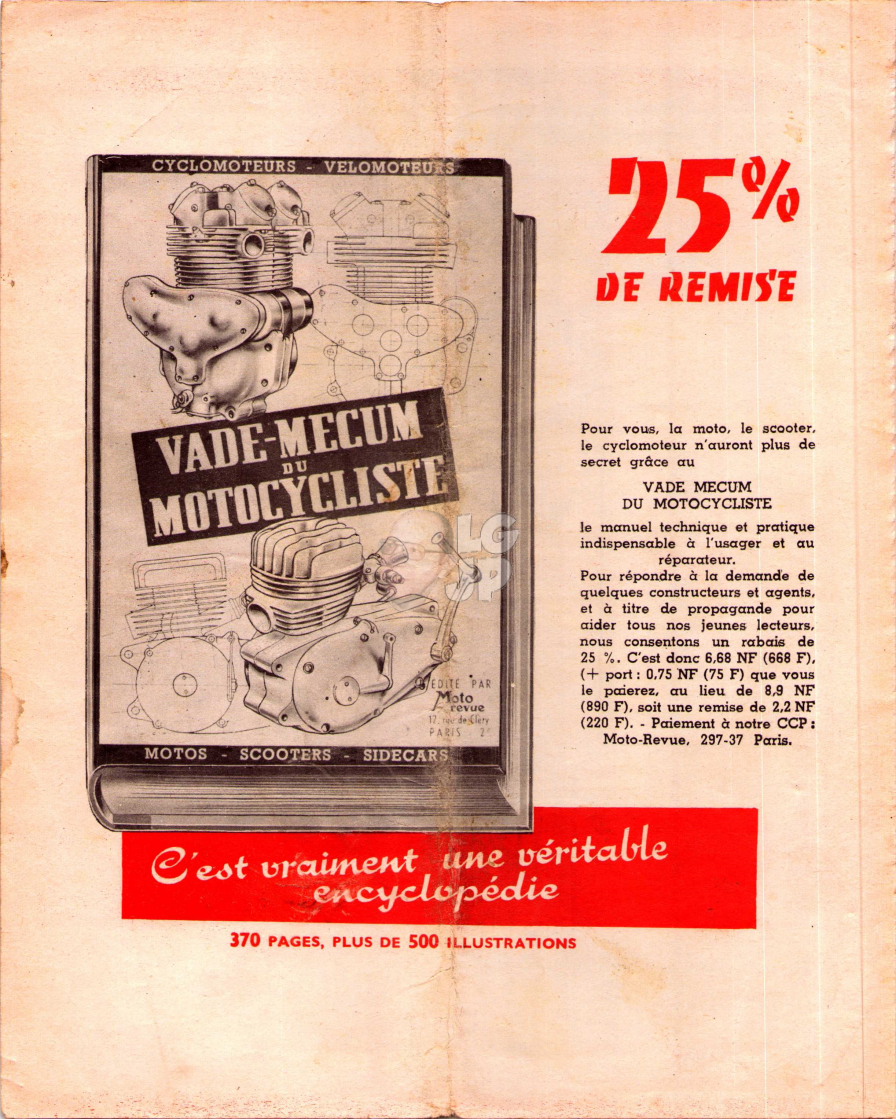 CYCLOMOTEURS - VELOMOTEURS
VADE-MECUM
DU
MOTOCYCLISTE
EDITE PAR
Moto
revue
17, rue de Clery
PARIS 2e
MOTOS - SCOOTERS - SIDECARS
25%
DE REMISE
Pour vous, la moto, le scooter,
le cyclomoteur n'auront plus de
secret grâce au
VADE MECUM
DU MOTOCYCLISTE
le manuel technique et pratique
indispensable à l'usager et au
réparateur.
Pour répondre à la demande de
quelques constructeurs et agents,
et à titre de propagande pour
aider tous nos jeunes lecteurs,
nous consentons un rabais de
25 %. C'est donc 6,68 NF (668 F),
(+ port : 0,75 NF (75 F) que vous
le paierez, au lieu de 8,9 NF
(890 F), soit une remise de 2,2 NF
(220 F). - Paiement à notre CCP :
Moto-Revue, 297-37 Paris.
C'est vraiment une véritable
encyclopédie
370 PAGES, PLUS DE 500 ILLUSTRATIONS
LG
UP